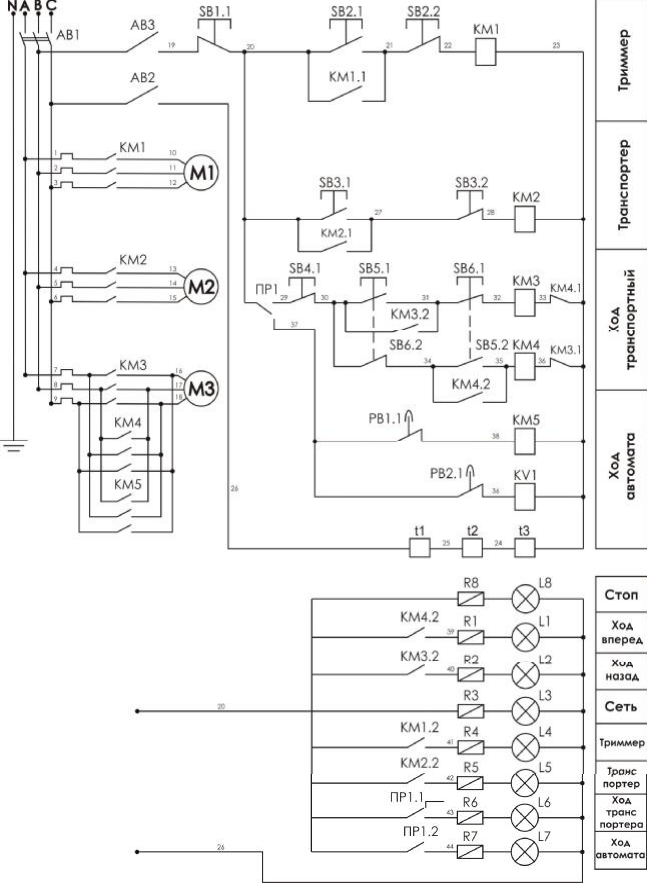 N A B C
AB1
AB3
19
SB1.1
20
SB2.1
21
SB2.2
22
KM1
23
KM1.1
Триммер
AB2
1
2
3
KM1
10
11
12
M1
SB3.1
27
SB3.2
28
KM2
KM2.1
Транспортер
4
5
6
KM2
13
14
15
M2
ПР1
29
37
SB4.1
30
SB5.1
31
SB6.1
32
KM3
33
KM4.1
KM3.2
SB6.2
34
SB5.2
35
KM4
36
KM3.1
KM4.2
Ход
транспортный
7
8
9
KM3
16
17
18
M3
KM4
KM5
PB1.1
38
KM5
PB2.1
36
KV1
26
t1
25
t2
24
t3
Ход
автомата
R8
L8
Стоп
KM4.2
39
R1
L1
Ход
вперед
KM3.2
40
R2
L2
Ход
назад
20
R3
L3
Сеть
KM1.2
41
R4
L4
Триммер
KM2.2
42
R5
L5
Транс
портер
ПР1.1
43
R6
L6
Ход
транс
портера
ПР1.2
44
R7
L7
Ход
автомата
26